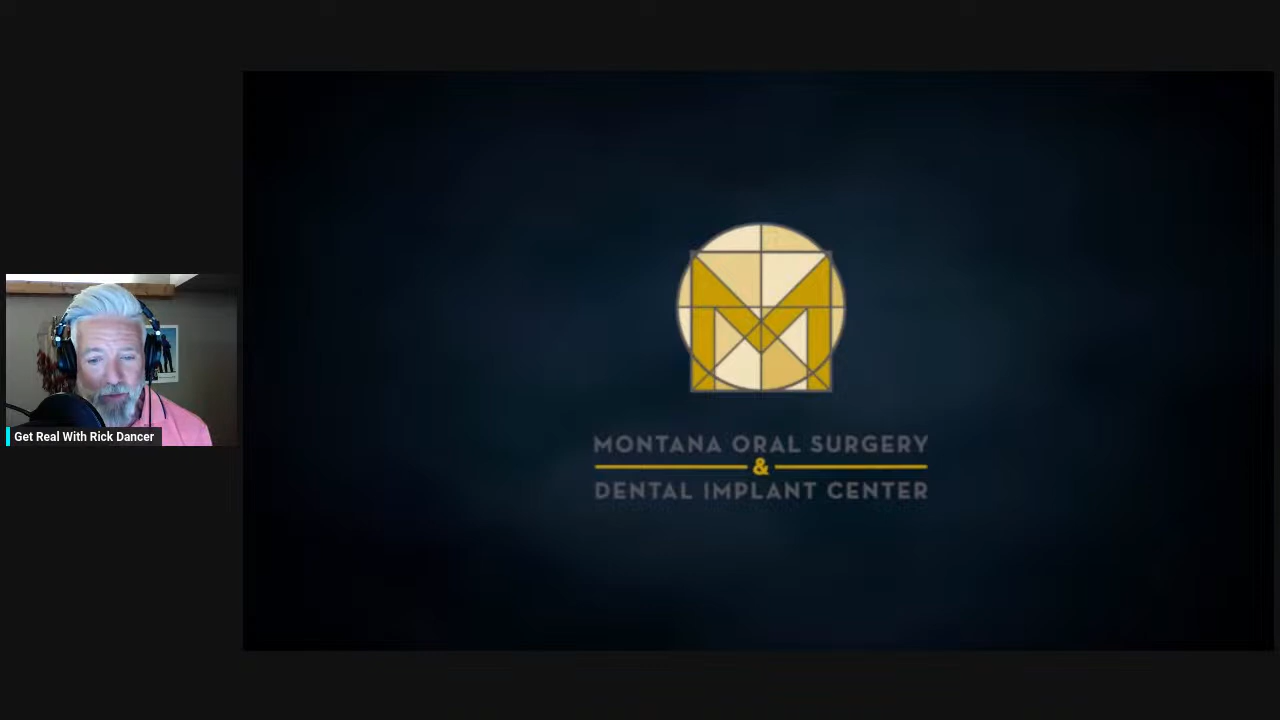 Get Real With Rick Dancer
MONTANA ORAL SURGERY
&
DENTAL IMPLANT CENTER